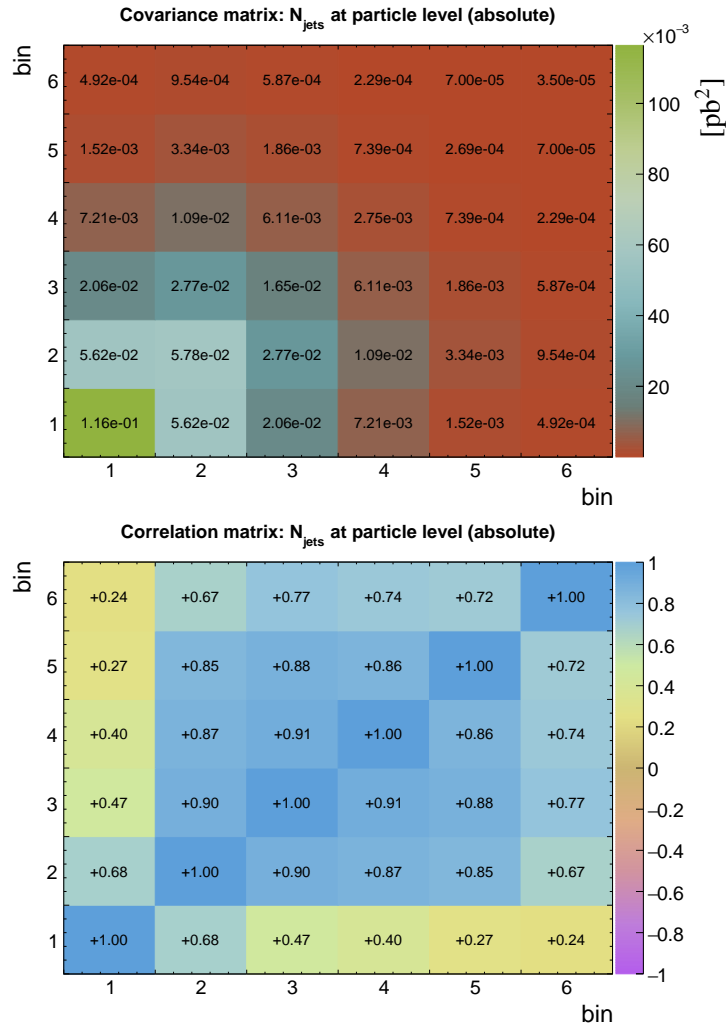 Covariance matrix: N_jets at particle level (absolute)
×10⁻³
bin
[pb²]
6 4.92e-04 9.54e-04 5.87e-04 2.29e-04 7.00e-05 3.50e-05
100
5 1.52e-03 3.34e-03 1.86e-03 7.39e-04 2.69e-04 7.00e-05
80
4 7.21e-03 1.09e-02 6.11e-03 2.75e-03 7.39e-04 2.29e-04
60
3 2.06e-02 2.77e-02 1.65e-02 6.11e-03 1.86e-03 5.87e-04
40
2 5.62e-02 5.78e-02 2.77e-02 1.09e-02 3.34e-03 9.54e-04
20
1 1.16e-01 5.62e-02 2.06e-02 7.21e-03 1.52e-03 4.92e-04
1 2 3 4 5 6
bin
Correlation matrix: N_jets at particle level (absolute)
bin
1
6 +0.24 +0.67 +0.77 +0.74 +0.72 +1.00
0.8
0.6
5 +0.27 +0.85 +0.88 +0.86 +1.00 +0.72
0.4
4 +0.40 +0.87 +0.91 +1.00 +0.86 +0.74
0.2
0
3 +0.47 +0.90 +1.00 +0.91 +0.88 +0.77
−0.2
−0.4
2 +0.68 +1.00 +0.90 +0.87 +0.85 +0.67
−0.6
1 +1.00 +0.68 +0.47 +0.40 +0.27 +0.24
−0.8
−1
1 2 3 4 5 6
bin